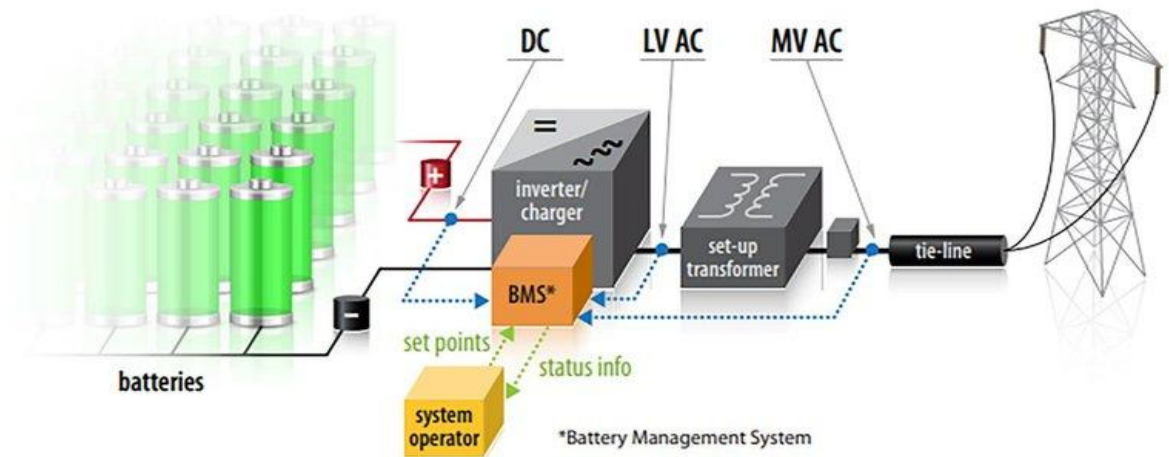 DC
LV AC
MV AC
=
+
inverter/
charger
set-up
transformer
tie-line
BMS*
-
set points
status info
batteries
system
operator
*Battery Management System